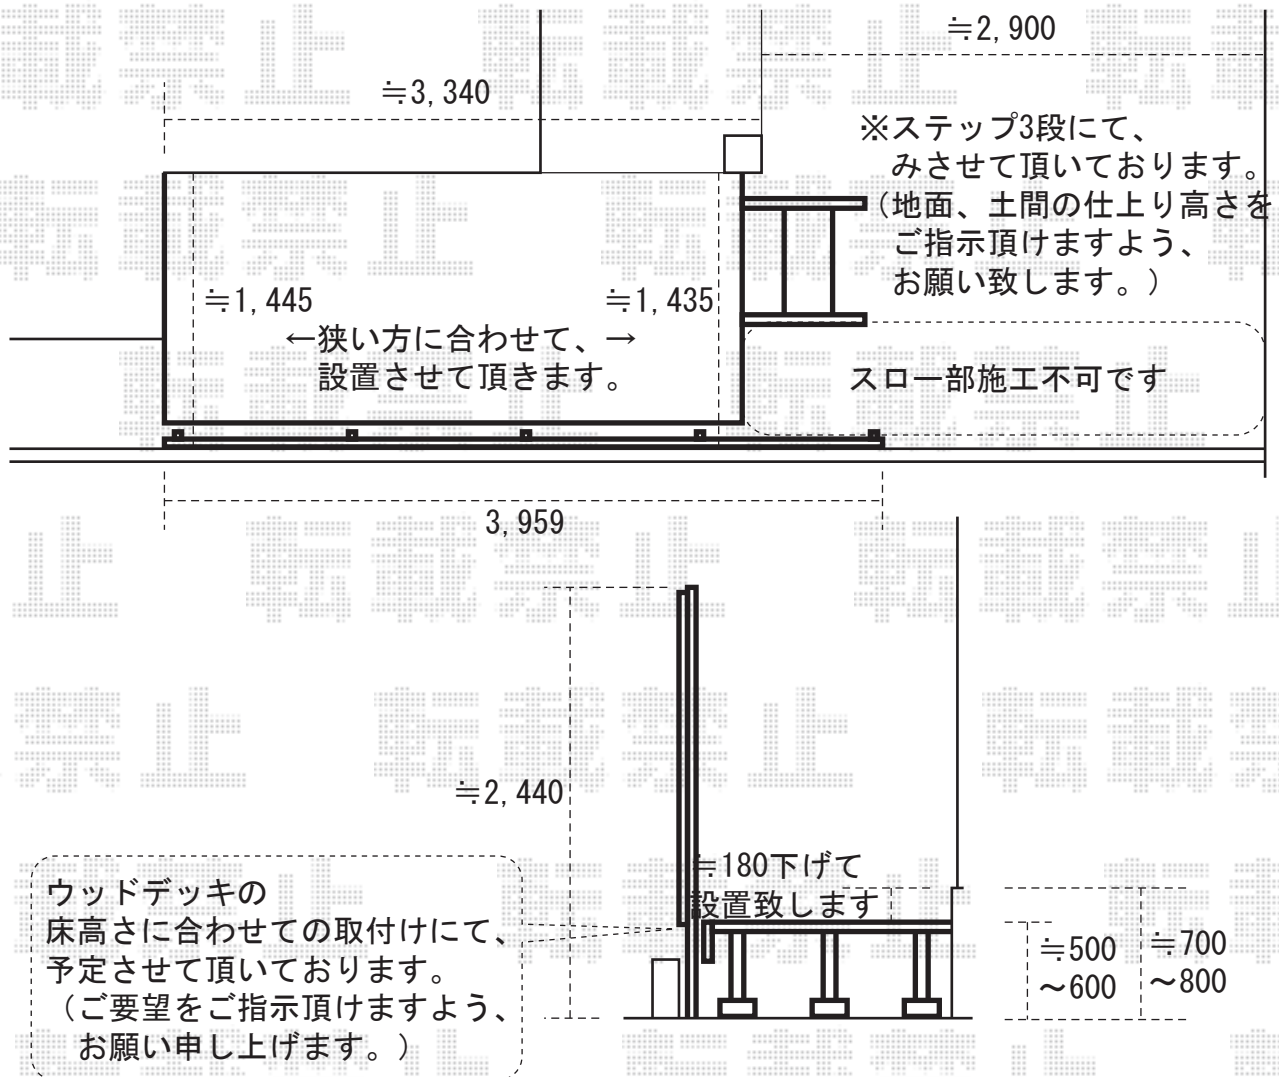 ≒2,900
≒3,340
※ステップ3段にて、
みさせて頂いております。
（地面、土間の仕上り高さを
ご指示頂けますよう、
お願い致します。）
≒1,445
≒1,435
←狭い方に合わせて、→
設置させて頂きます。
スロー部施工不可です
3,959
≒2,440
≒180下げて
設置致します
ウッドデッキの
床高さに合わせての取付けにて、
予定させて頂いております。
（ご要望をご指示頂けますよう、
お願い申し上げます。）
≒500
～600
≒700
～800
転載禁止